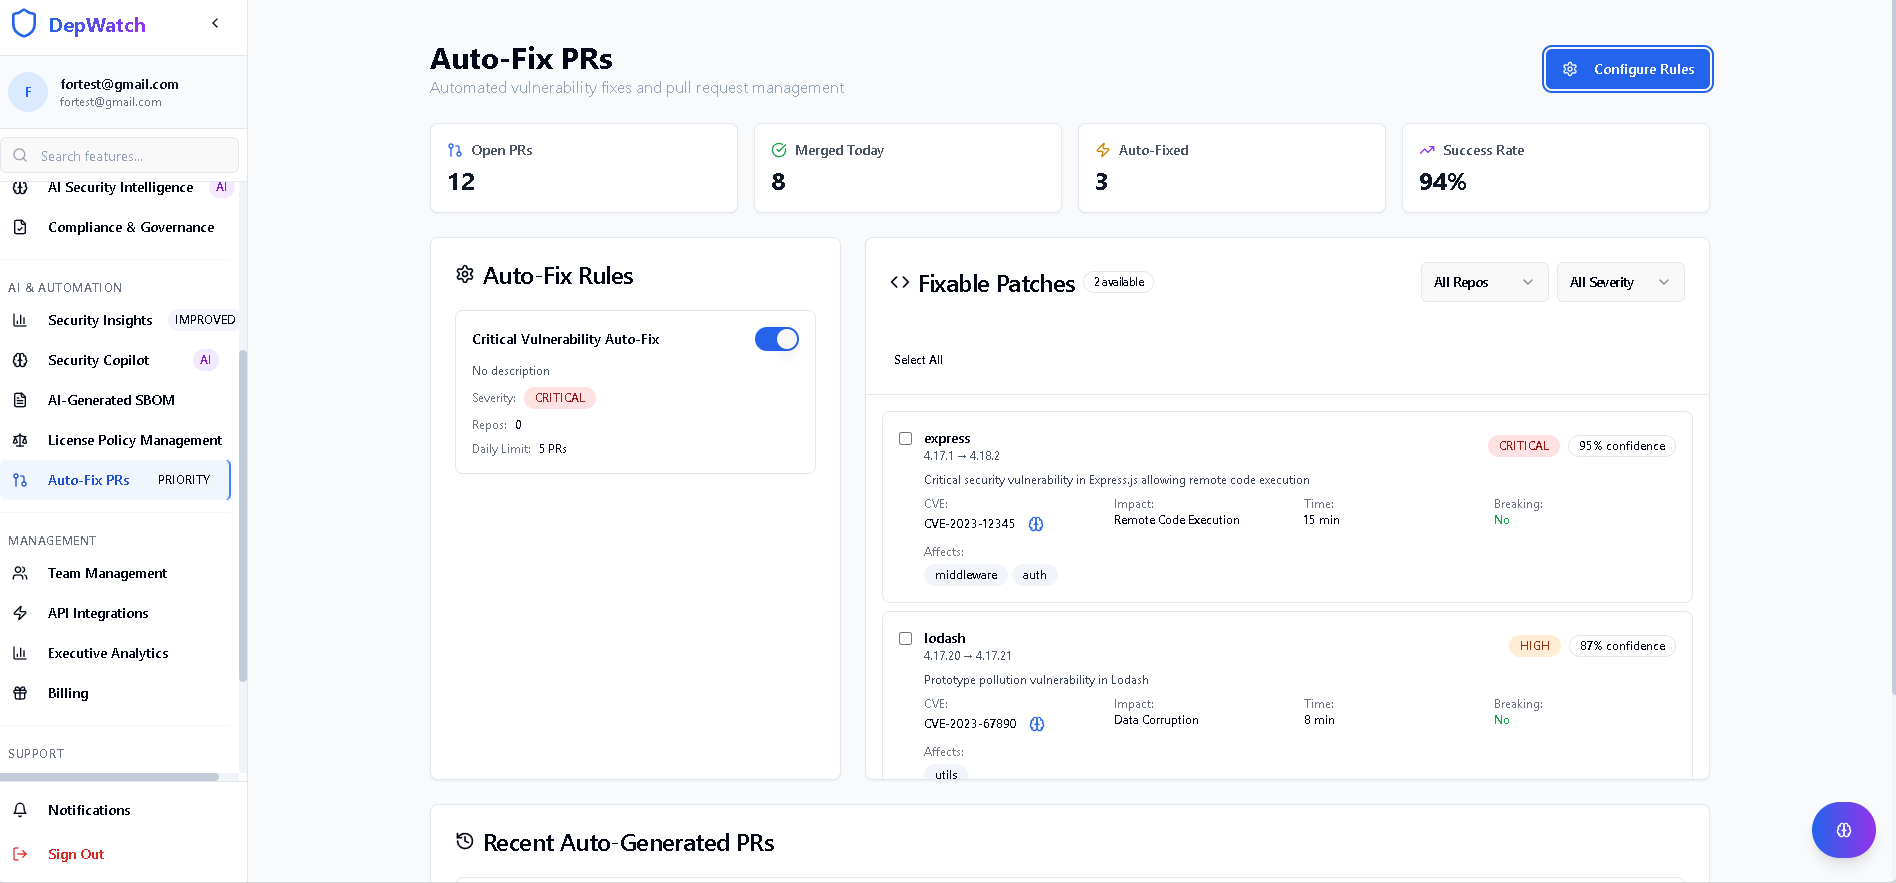 DepWatch
F
fortest@gmail.com
fortest@gmail.com
Search features...
AI Security Intelligence AI
Compliance & Governance
AI & AUTOMATION
Security Insights IMPROVED
Security Copilot AI
AI-Generated SBOM
License Policy Management
Auto-Fix PRs PRIORITY
MANAGEMENT
Team Management
API Integrations
Executive Analytics
Billing
SUPPORT
Notifications
Sign Out
Auto-Fix PRs
Automated vulnerability fixes and pull request management
Configure Rules
Open PRs
12
Merged Today
8
Auto-Fixed
3
Success Rate
94%
Auto-Fix Rules
Critical Vulnerability Auto-Fix
No description
Severity: CRITICAL
Repos: 0
Daily Limit: 5 PRs
Fixable Patches 2 available
All Repos
All Severity
Select All
express
4.17.1 → 4.18.2
CRITICAL 95% confidence
Critical security vulnerability in Express.js allowing remote code execution
CVE: Impact: Time: Breaking:
CVE-2023-12345 Remote Code Execution 15 min No
Affects:
middleware auth
lodash
4.17.20 → 4.17.21
HIGH 87% confidence
Prototype pollution vulnerability in Lodash
CVE: Impact: Time: Breaking:
CVE-2023-67890 Data Corruption 8 min No
Affects:
utils
Recent Auto-Generated PRs